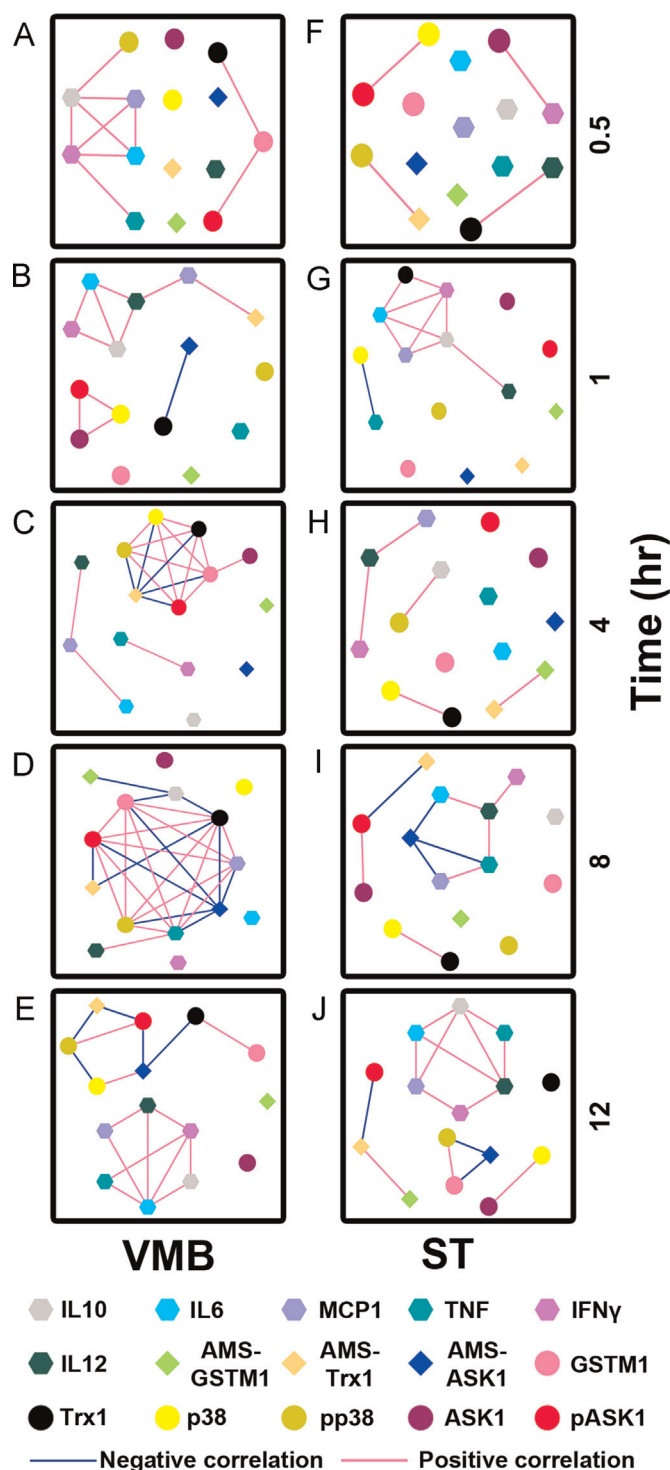 A
F
0.5
B
G
1
C
H
4
Time (hr)
D
I
8
E
J
12
VMB
ST
IL10
IL6
MCP1
TNF
IFNγ
IL12
AMS-
GSTM1
AMS-
Trx1
AMS-
ASK1
GSTM1
Trx1
p38
pp38
ASK1
pASK1
Negative correlation
Positive correlation